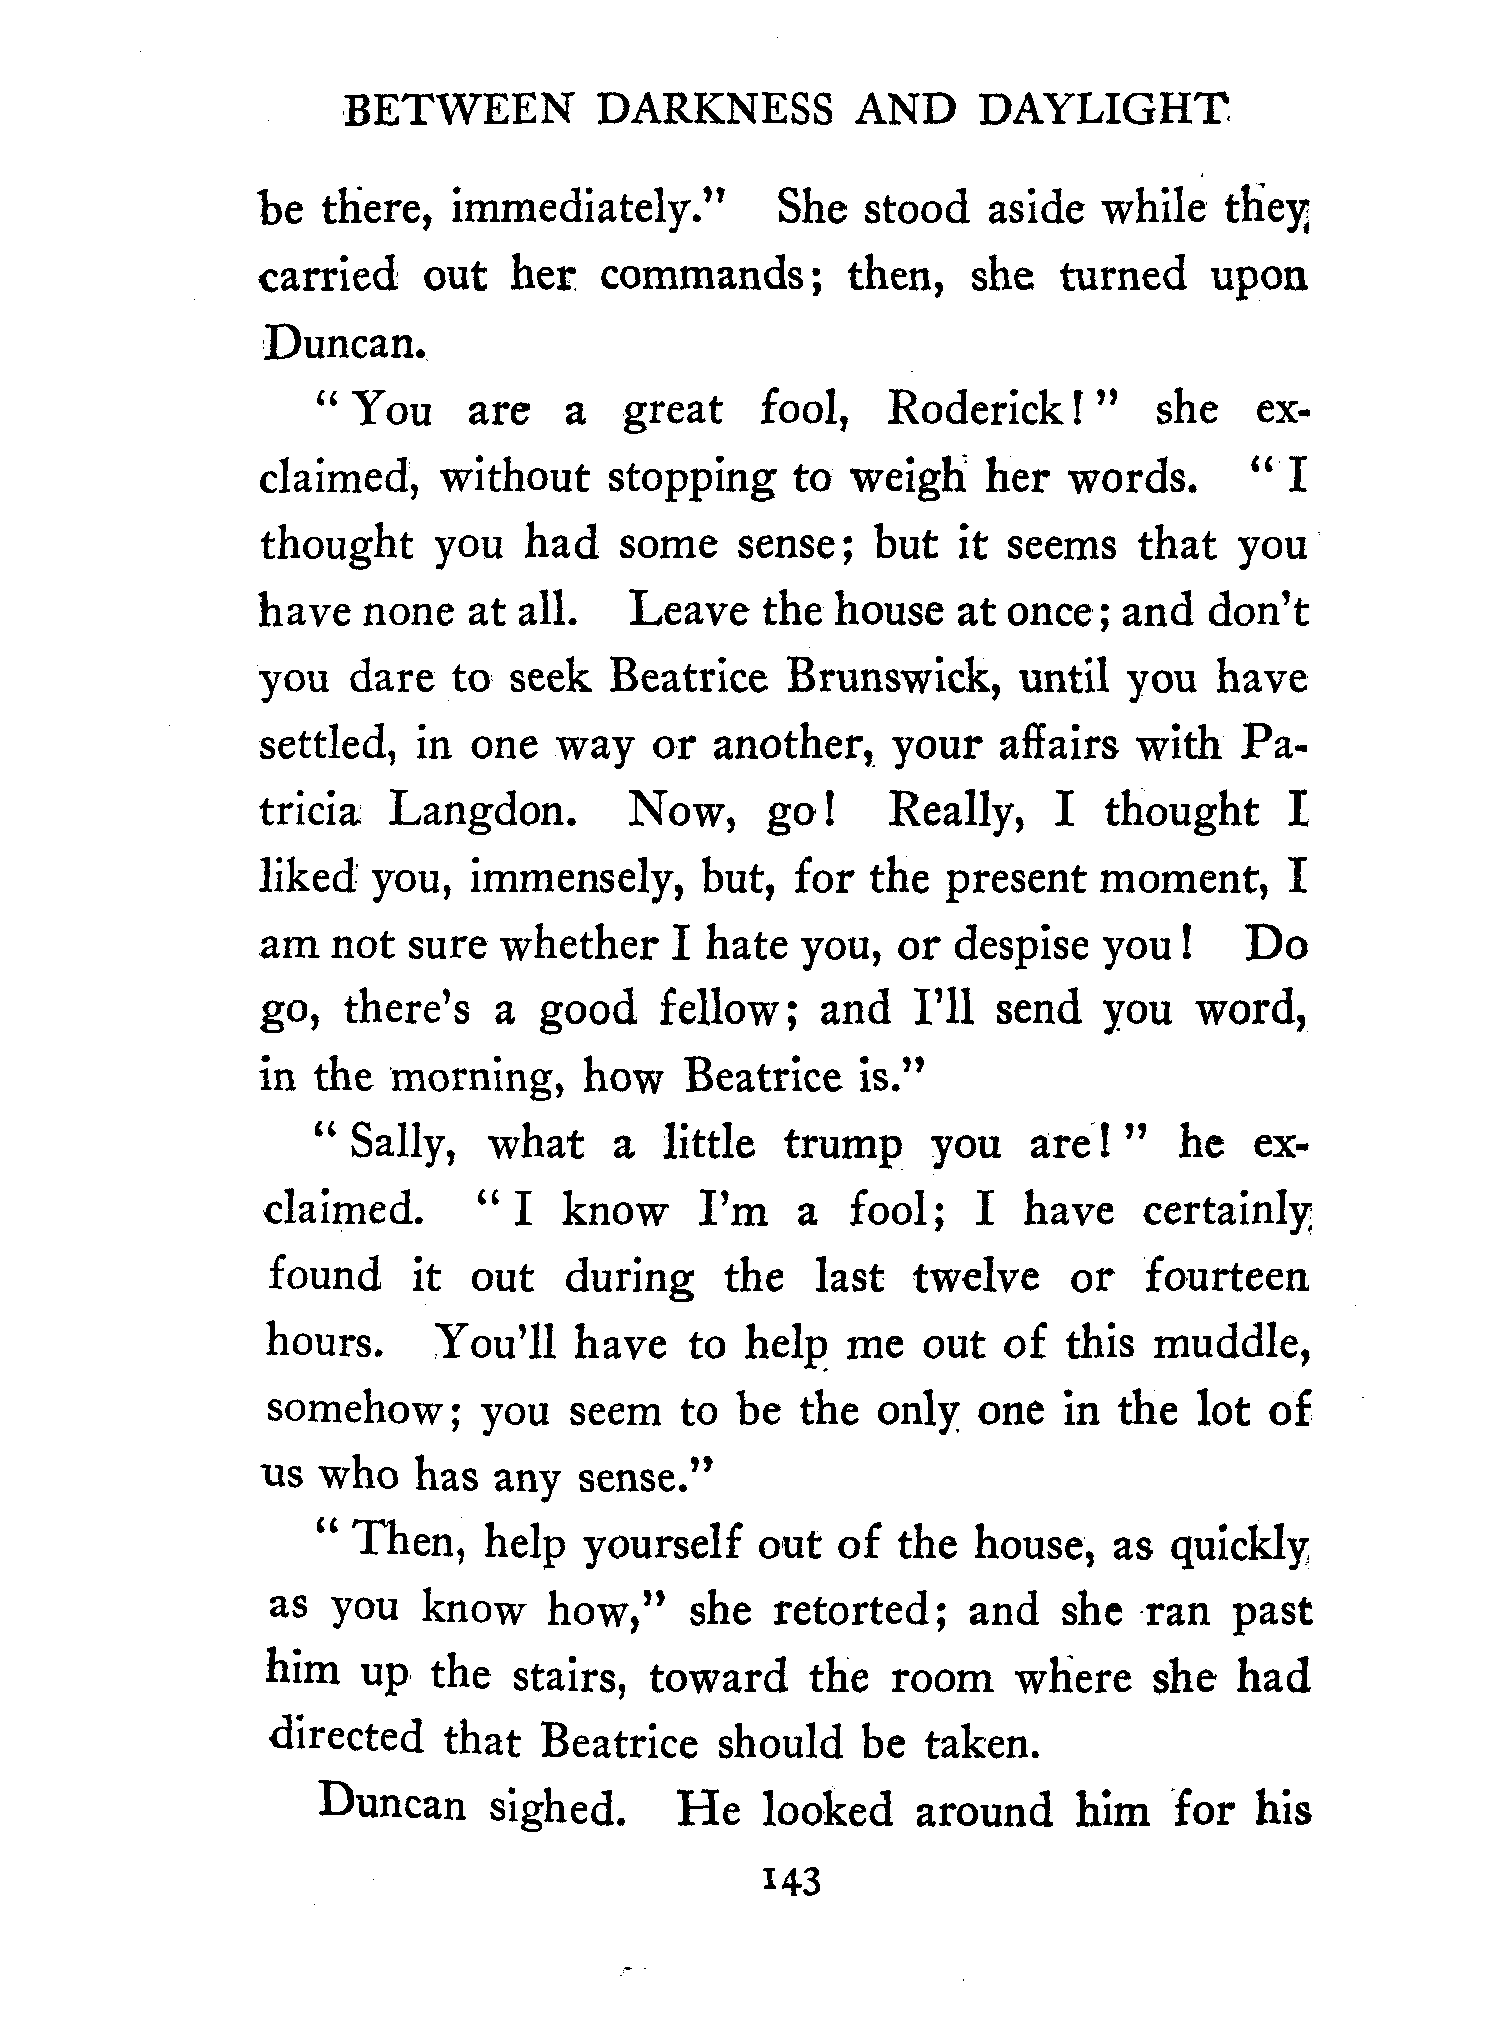 BETWEEN DARKNESS AND DAYLIGHT
be there, immediately." She stood aside while they
carried out her commands; then, she turned upon
Duncan.
" You are a great fool, Roderick! " she ex-
claimed, without stopping to weigh her words. " I
thought you had some sense; but it seems that you
have none at all. Leave the house at once; and don't
you dare to seek Beatrice Brunswick, until you have
settled, in one way or another, your affairs with Pa-
tricia Langdon. Now, go! Really, I thought I
liked you, immensely, but, for the present moment, I
am not sure whether I hate you, or despise you! Do
go, there's a good fellow; and I'll send you word,
in the morning, how Beatrice is."
" Sally, what a little trump you are! " he ex-
claimed. " I know I'm a fool; I have certainly
found it out during the last twelve or fourteen
hours. You'll have to help me out of this muddle,
somehow; you seem to be the only one in the lot of
us who has any sense."
" Then, help yourself out of the house, as quickly
as you know how," she retorted; and she ran past
him up the stairs, toward the room where she had
directed that Beatrice should be taken.
Duncan sighed. He looked around him for his
143